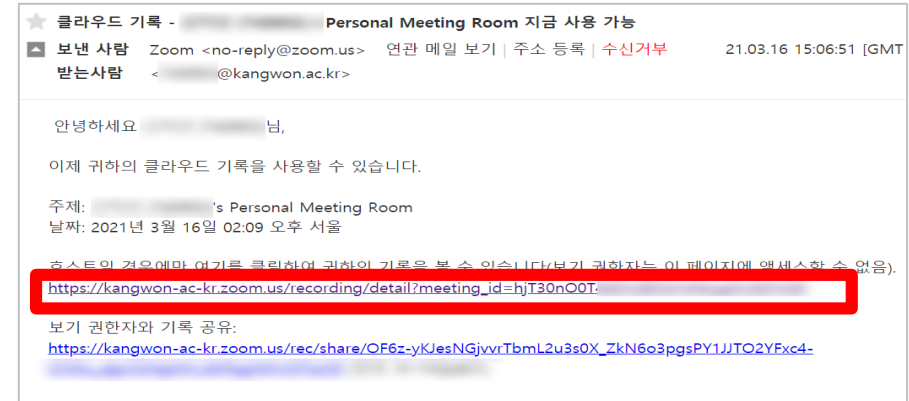 클라우드 기록 - Personal Meeting Room 지금 사용 가능
보낸 사람 Zoom <no-reply@zoom.us> 연관 메일 보기 | 주소 등록 | 수신거부 21.03.16 15:06:51 [GMT
받는사람 < @kangwon.ac.kr>
안녕하세요 님,
이제 귀하의 클라우드 기록을 사용할 수 있습니다.
주제: 's Personal Meeting Room
날짜: 2021년 3월 16일 02:09 오후 서울
호스트일 경우에만 여기를 클릭하여 귀하의 기록을 볼 수 있습니다(보기 권한자는 이 페이지에 액세스할 수 없음).
https://kangwon-ac-kr.zoom.us/recording/detail?meeting_id=hjT30nO0T
보기 권한자와 기록 공유:
https://kangwon-ac-kr.zoom.us/rec/share/OF6z-yKJesNGjvvrTbmL2u3s0X_ZkN6o3pgsPY1JJTO2YFxc4-